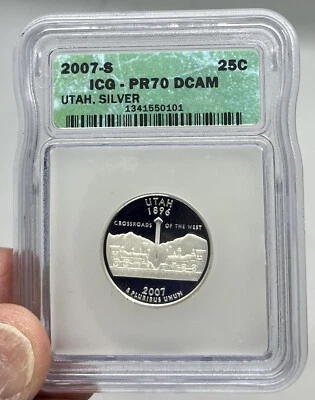 2007-S 25C
ICG - PR70 DCAM
UTAH, SILVER
1341550101
UTAH
1896
CROSSROADS OF THE WEST
2007
E PLURIBUS UNUM